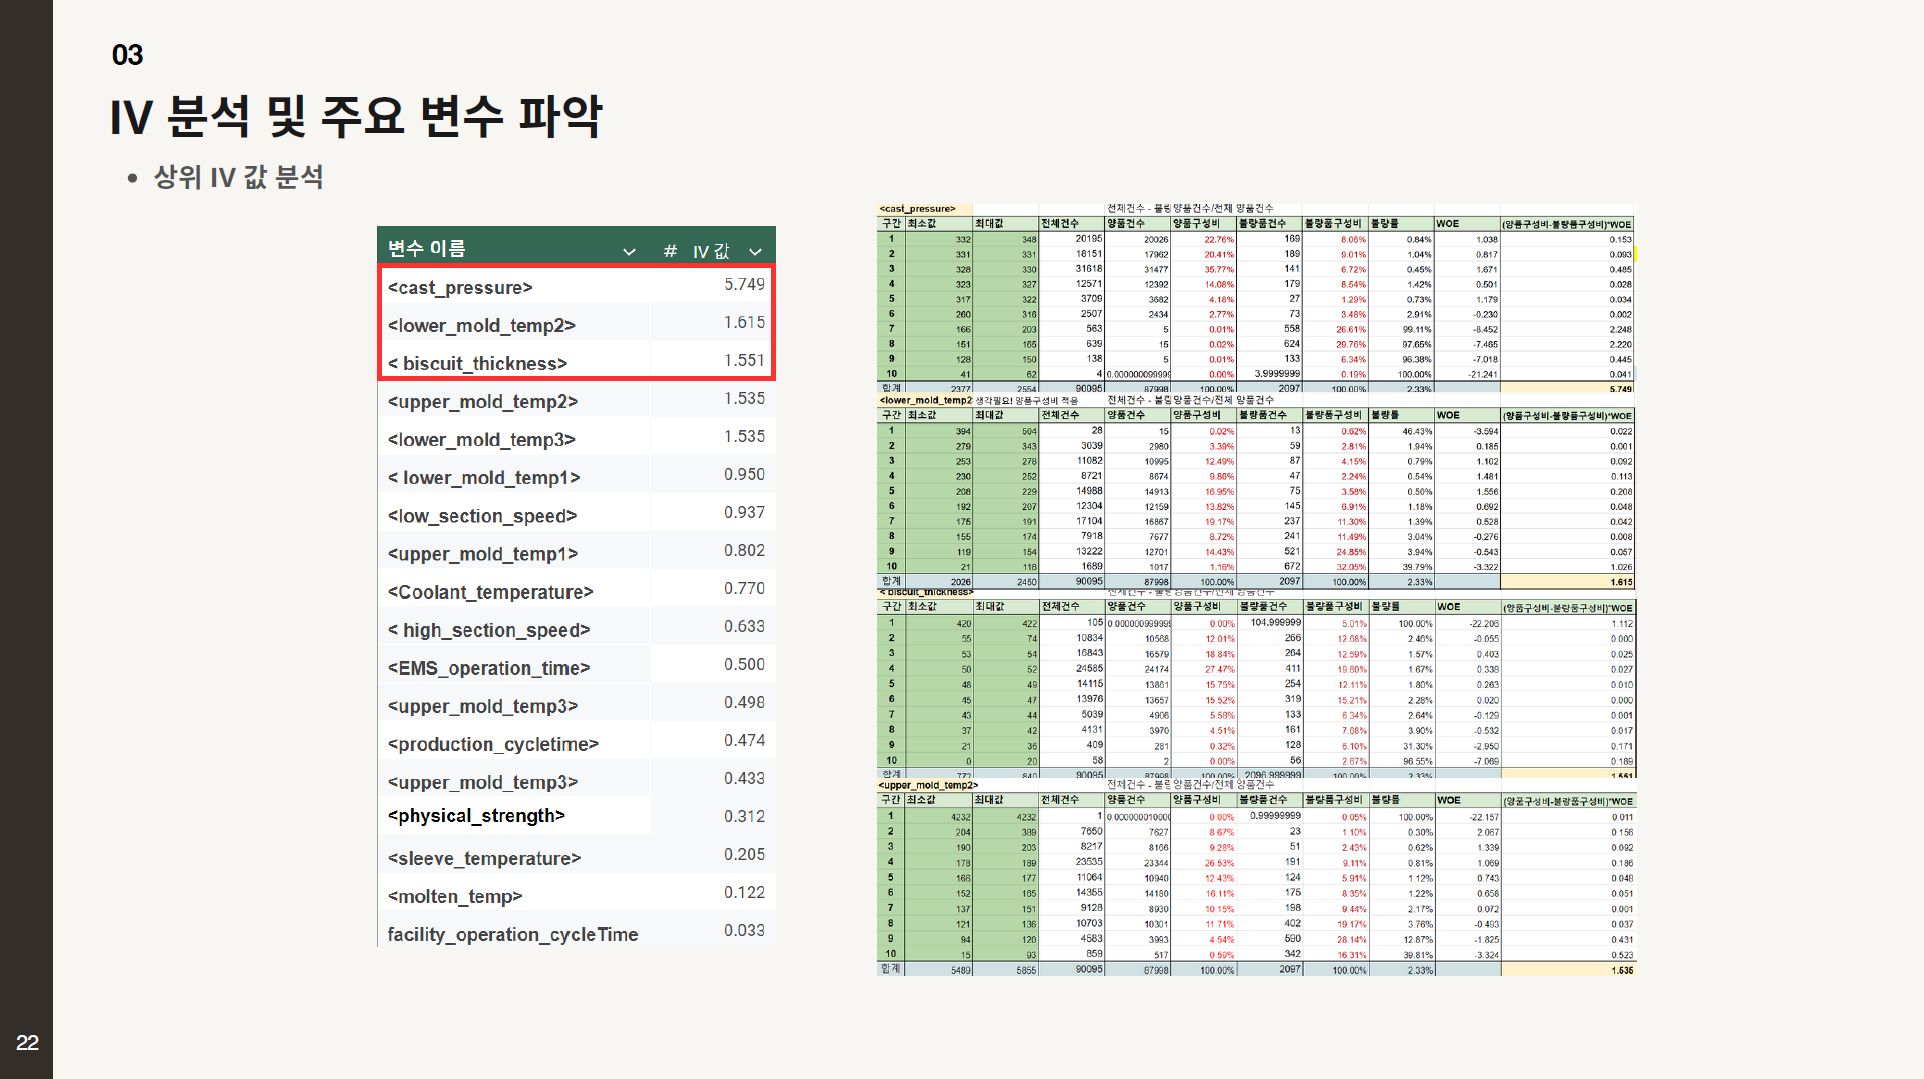 03
IV 분석 및 주요 변수 파악
• 상위 IV 값 분석
변수 이름 # IV 값
<cast_pressure> 5.749
<lower_mold_temp2> 1.615
< biscuit_thickness> 1.551
<upper_mold_temp2> 1.535
<lower_mold_temp3> 1.535
< lower_mold_temp1> 0.950
<low_section_speed> 0.937
<upper_mold_temp1> 0.802
<Coolant_temperature> 0.770
< high_section_speed> 0.633
<EMS_operation_time> 0.500
<upper_mold_temp3> 0.498
<production_cycletime> 0.474
<upper_mold_temp3> 0.433
<physical_strength> 0.312
<sleeve_temperature> 0.205
<molten_temp> 0.122
facility_operation_cycleTime 0.033
<cast_pressure> 전체건수 - 불량양품건수/전체 양품건수
구간 최소값 최대값 전체건수 양품건수 양품구성비 불량품건수 불량품구성비 불량률 WOE (양품구성비-불량품구성비)*WOE
1 332 348 20195 20026 22.76% 169 8.06% 0.84% 1.038 0.153
2 331 331 18151 17962 20.41% 189 9.01% 1.04% 0.817 0.093
3 328 330 31618 31477 35.77% 141 6.72% 0.45% 1.671 0.485
4 323 327 12571 12392 14.08% 179 8.54% 1.42% 0.501 0.028
5 317 322 3709 3682 4.18% 27 1.29% 0.73% 1.179 0.034
6 260 316 2507 2434 2.77% 73 3.48% 2.91% -0.230 0.002
7 166 203 563 5 0.01% 558 26.61% 99.11% -8.452 2.248
8 151 165 639 15 0.02% 624 29.76% 97.65% -7.465 2.220
9 128 150 138 5 0.01% 133 6.34% 96.38% -7.018 0.445
10 41 62 4 0.000000099999 0.00% 3.9999999 0.19% 100.00% -21.241 0.041
합계 2377 2554 90095 87998 100.00% 2097 100.00% 2.33% 5.749
<lower_mold_temp2 생각필요! 양품구성비 적용 전체건수 - 불량양품건수/전체 양품건수
구간 최소값 최대값 전체건수 양품건수 양품구성비 불량품건수 불량품구성비 불량률 WOE (양품구성비-불량품구성비)*WOE
1 394 504 28 15 0.02% 13 0.62% 46.43% -3.594 0.022
2 279 343 3039 2980 3.39% 59 2.81% 1.94% 0.185 0.001
3 253 278 11082 10995 12.49% 87 4.15% 0.79% 1.102 0.092
4 230 252 8721 8674 9.86% 47 2.24% 0.54% 1.481 0.113
5 208 229 14988 14913 16.95% 75 3.58% 0.50% 1.556 0.208
6 192 207 12304 12159 13.82% 145 6.91% 1.18% 0.692 0.048
7 175 191 17104 16867 19.17% 237 11.30% 1.39% 0.528 0.042
8 155 174 7918 7677 8.72% 241 11.49% 3.04% -0.276 0.008
9 119 154 13222 12701 14.43% 521 24.85% 3.94% -0.543 0.057
10 21 118 1689 1017 1.16% 672 32.05% 39.79% -3.322 1.026
합계 2026 2450 90095 87998 100.00% 2097 100.00% 2.33% 1.615
< biscuit_thickness> 전체건수 - 불량양품건수/전체 양품건수
구간 최소값 최대값 전체건수 양품건수 양품구성비 불량품건수 불량품구성비 불량률 WOE (양품구성비-불량품구성비)*WOE
1 420 422 105 0.000000999999 0.00% 104.999999 5.01% 100.00% -22.206 1.112
2 55 74 10834 10568 12.01% 266 12.68% 2.46% -0.055 0.000
3 53 54 16843 16579 18.84% 264 12.59% 1.57% 0.403 0.025
4 50 52 24585 24174 27.47% 411 19.60% 1.67% 0.338 0.027
5 48 49 14115 13861 15.75% 254 12.11% 1.80% 0.263 0.010
6 45 47 13976 13657 15.52% 319 15.21% 2.28% 0.020 0.000
7 43 44 5039 4906 5.58% 133 6.34% 2.64% -0.129 0.001
8 37 42 4131 3970 4.51% 161 7.68% 3.90% -0.532 0.017
9 21 36 409 281 0.32% 128 6.10% 31.30% -2.950 0.171
10 0 20 58 2 0.00% 56 2.67% 96.55% -7.069 0.189
합계 772 840 90095 87998 100.00% 2096.999999 100.00% 2.33% 1.551
<upper_mold_temp2> 전체건수 - 불량양품건수/전체 양품건수
구간 최소값 최대값 전체건수 양품건수 양품구성비 불량품건수 불량품구성비 불량률 WOE (양품구성비-불량품구성비)*WOE
1 4232 4232 1 0.000000010000 0.00% 0.99999999 0.05% 100.00% -22.157 0.011
2 204 389 7650 7627 8.67% 23 1.10% 0.30% 2.067 0.156
3 190 203 8217 8166 9.28% 51 2.43% 0.62% 1.339 0.092
4 178 189 23535 23344 26.53% 191 9.11% 0.81% 1.069 0.186
5 166 177 11064 10940 12.43% 124 5.91% 1.12% 0.743 0.048
6 152 165 14355 14180 16.11% 175 8.35% 1.22% 0.658 0.051
7 137 151 9128 8930 10.15% 198 9.44% 2.17% 0.072 0.001
8 121 136 10703 10301 11.71% 402 19.17% 3.76% -0.493 0.037
9 94 120 4583 3993 4.54% 590 28.14% 12.87% -1.825 0.431
10 15 93 859 517 0.59% 342 16.31% 39.81% -3.324 0.523
합계 5489 5855 90095 87998 100.00% 2097 100.00% 2.33% 1.535
22